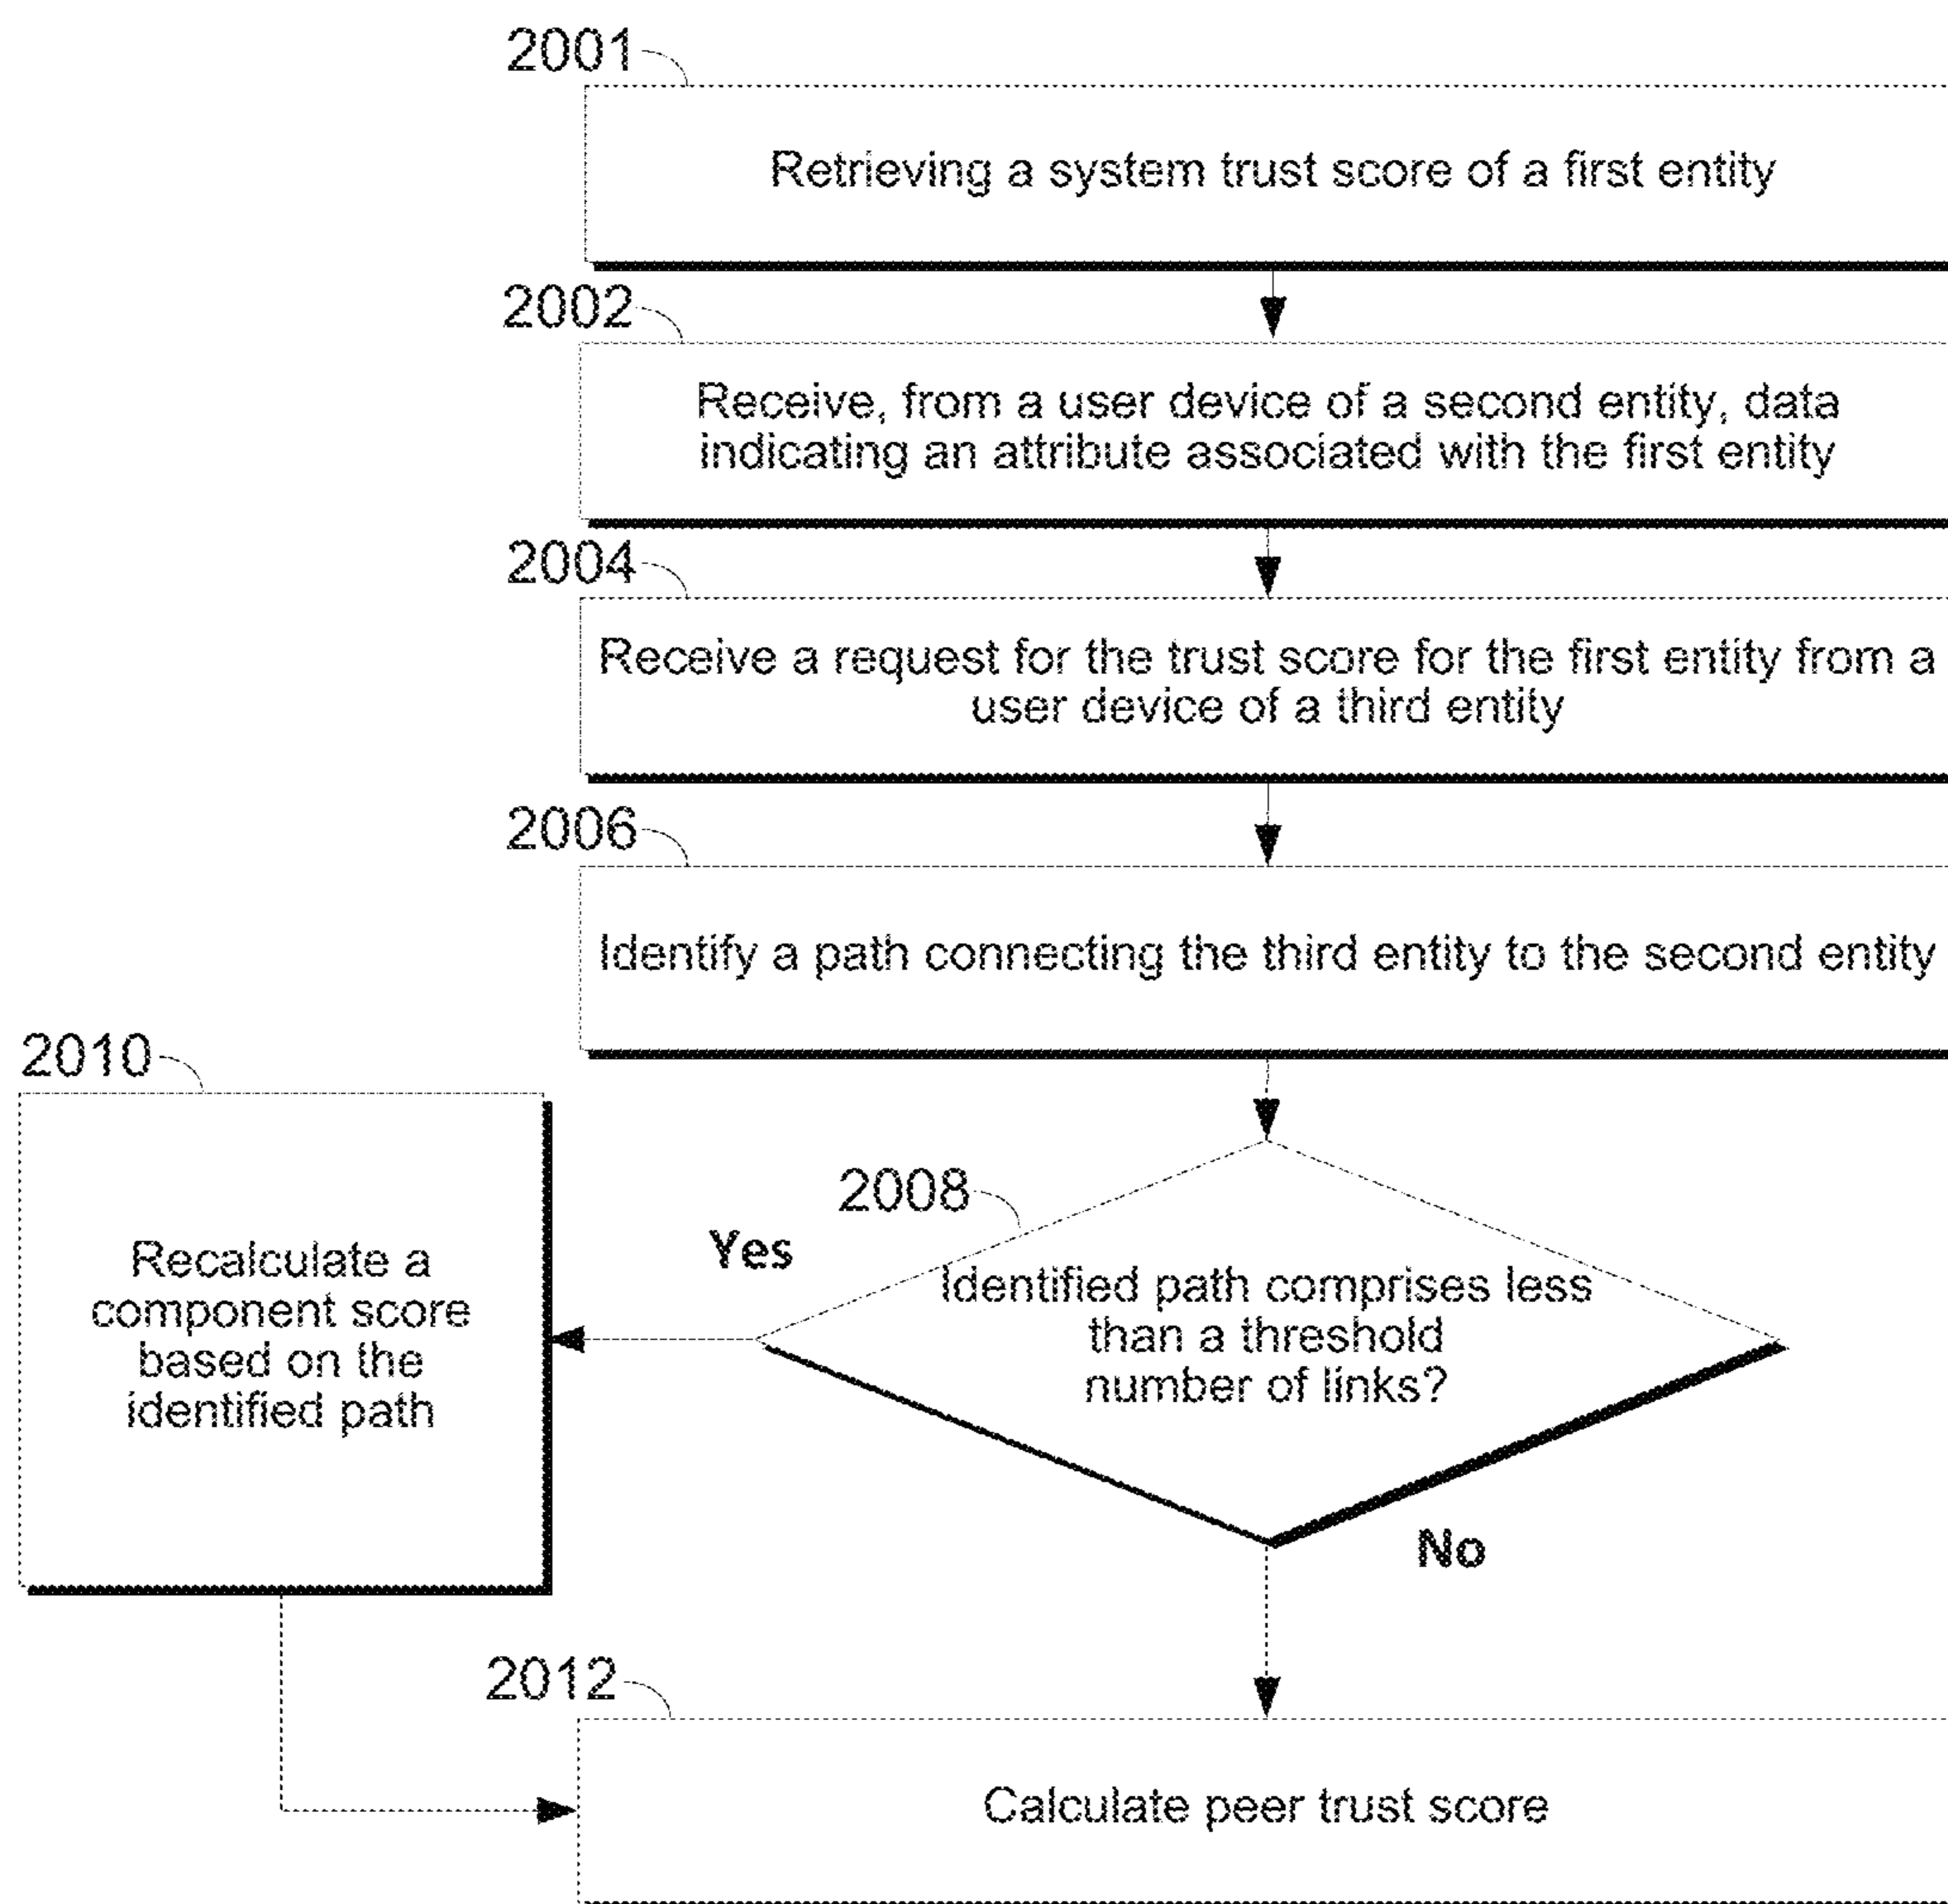 2001
Retrieving a system trust score of a first entity
2002
Receive, from a user device of a second entity, data
indicating an attribute associated with the first entity
2004
Receive a request for the trust score for the first entity from a
user device of a third entity
2006
Identify a path connecting the third entity to the second entity
2010
Recalculate a
component score
based on the
identified path
2008
Yes
Identified path comprises less
than a threshold
number of links?
No
2012
Calculate peer trust score